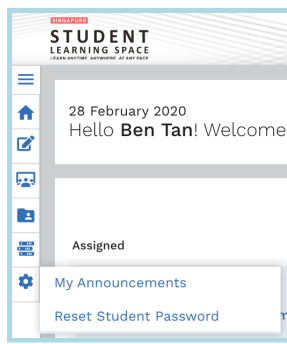 SINGAPORE
STUDENT
LEARNING SPACE
LEARN ANYTIME ANYWHERE AT ANY PACE
28 February 2020
Hello Ben Tan! Welcome
Assigned
My Announcements
Reset Student Password